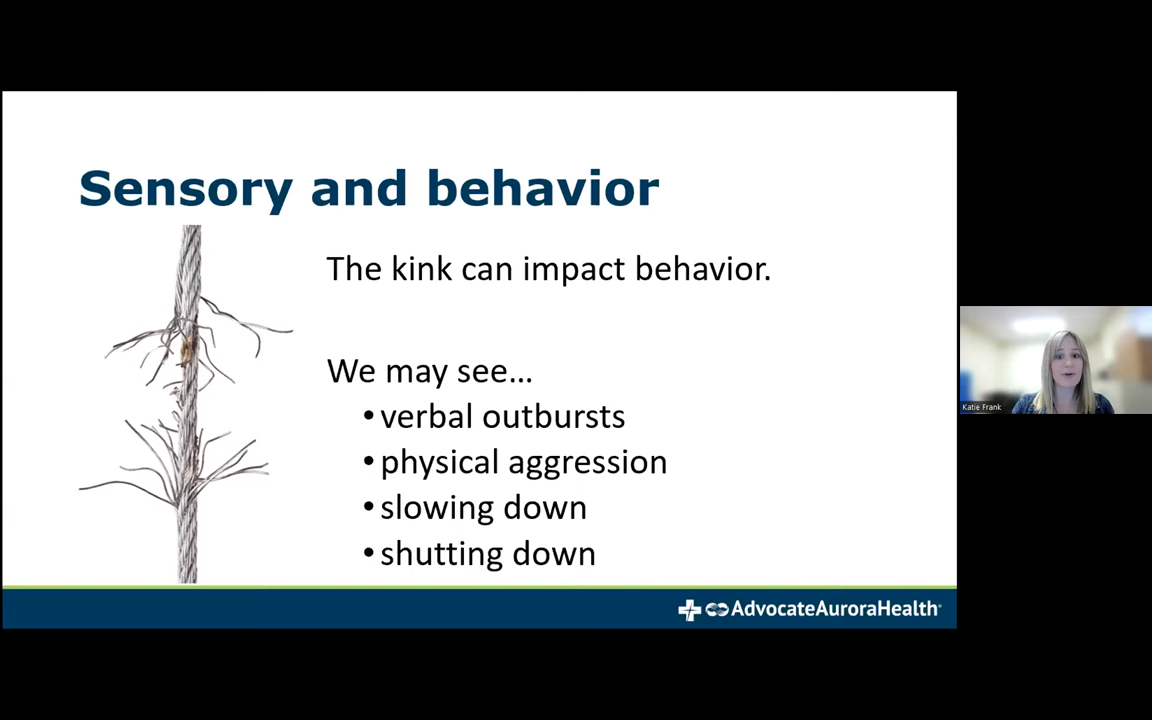 Sensory and behavior
The kink can impact behavior.
We may see...
•verbal outbursts
•physical aggression
•slowing down
•shutting down
AdvocateAuroraHealth®
Katie Frank